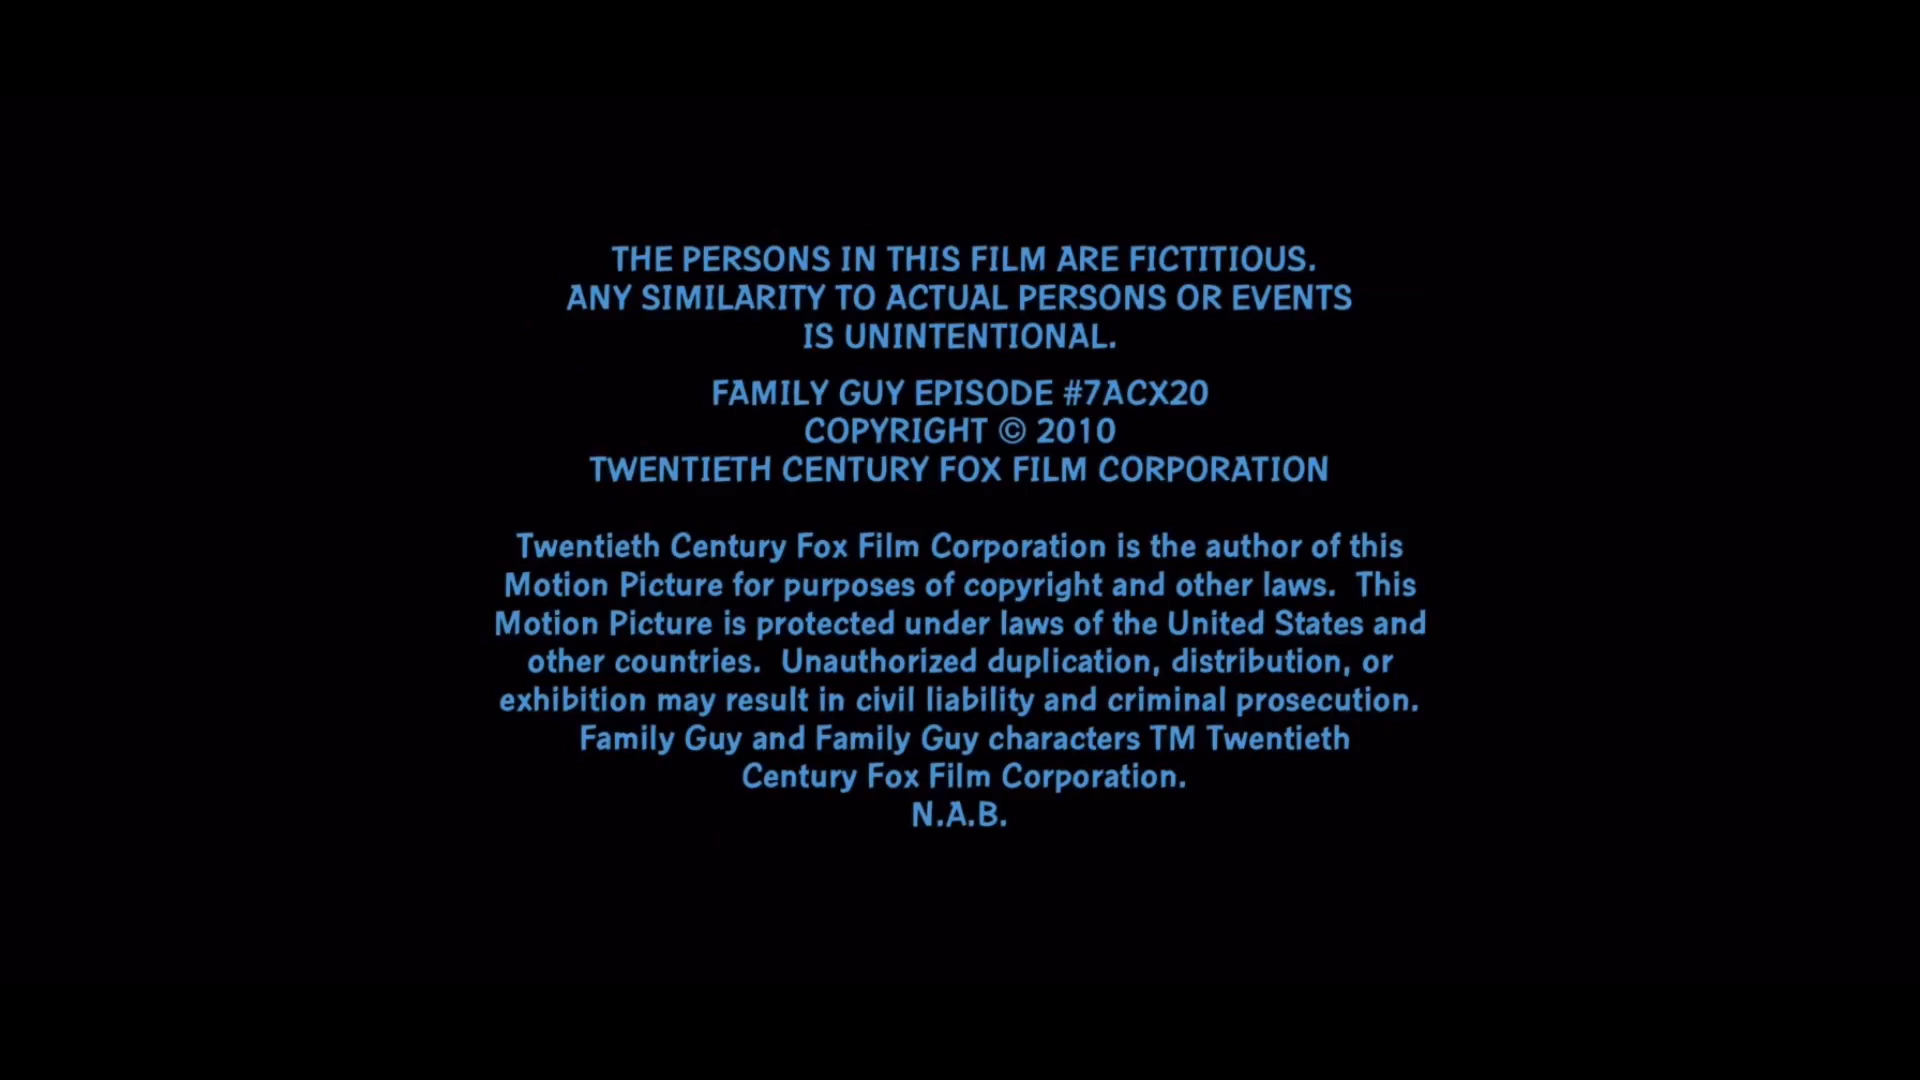 THE PERSONS IN THIS FILM ARE FICTITIOUS.
ANY SIMILARITY TO ACTUAL PERSONS OR EVENTS
IS UNINTENTIONAL.
FAMILY GUY EPISODE #7ACX20
COPYRIGHT © 2010
TWENTIETH CENTURY FOX FILM CORPORATION
Twentieth Century Fox Film Corporation is the author of this
Motion Picture for purposes of copyright and other laws.  This
Motion Picture is protected under laws of the United States and
other countries.  Unauthorized duplication, distribution, or
exhibition may result in civil liability and criminal prosecution.
Family Guy and Family Guy characters TM Twentieth
Century Fox Film Corporation.
N.A.B.